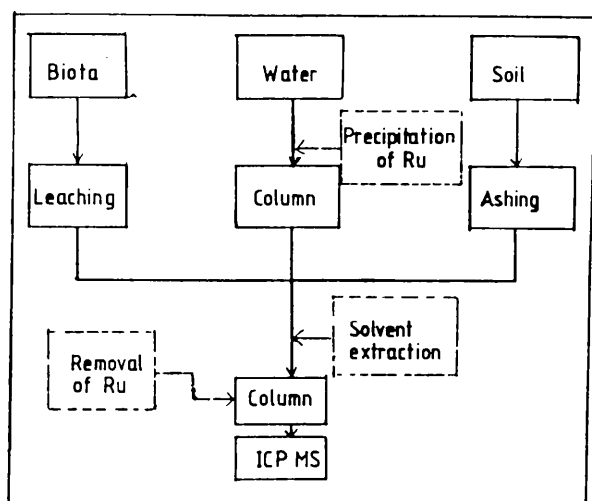 Biota
Water
Soil
Precipitation
of Ru
Leaching
Column
Ashing
Solvent
extraction
Removal
of Ru
Column
ICP MS